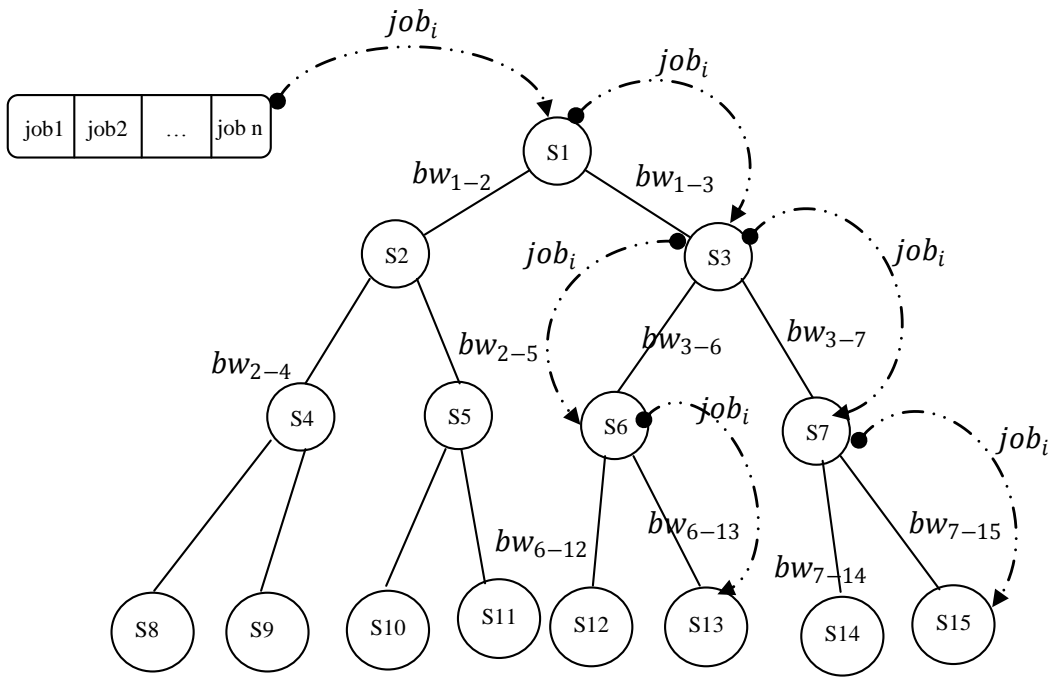 job_i
job_i
job1 job2 … job n
S1
bw_{1−2} bw_{1−3}
S2 S3
job_i job_i
bw_{2−4} bw_{2−5} bw_{3−6} bw_{3−7}
S4 S5 S6 S7
job_i job_i
bw_{6−12} bw_{6−13} bw_{7−14} bw_{7−15}
S8 S9 S10 S11 S12 S13 S14 S15